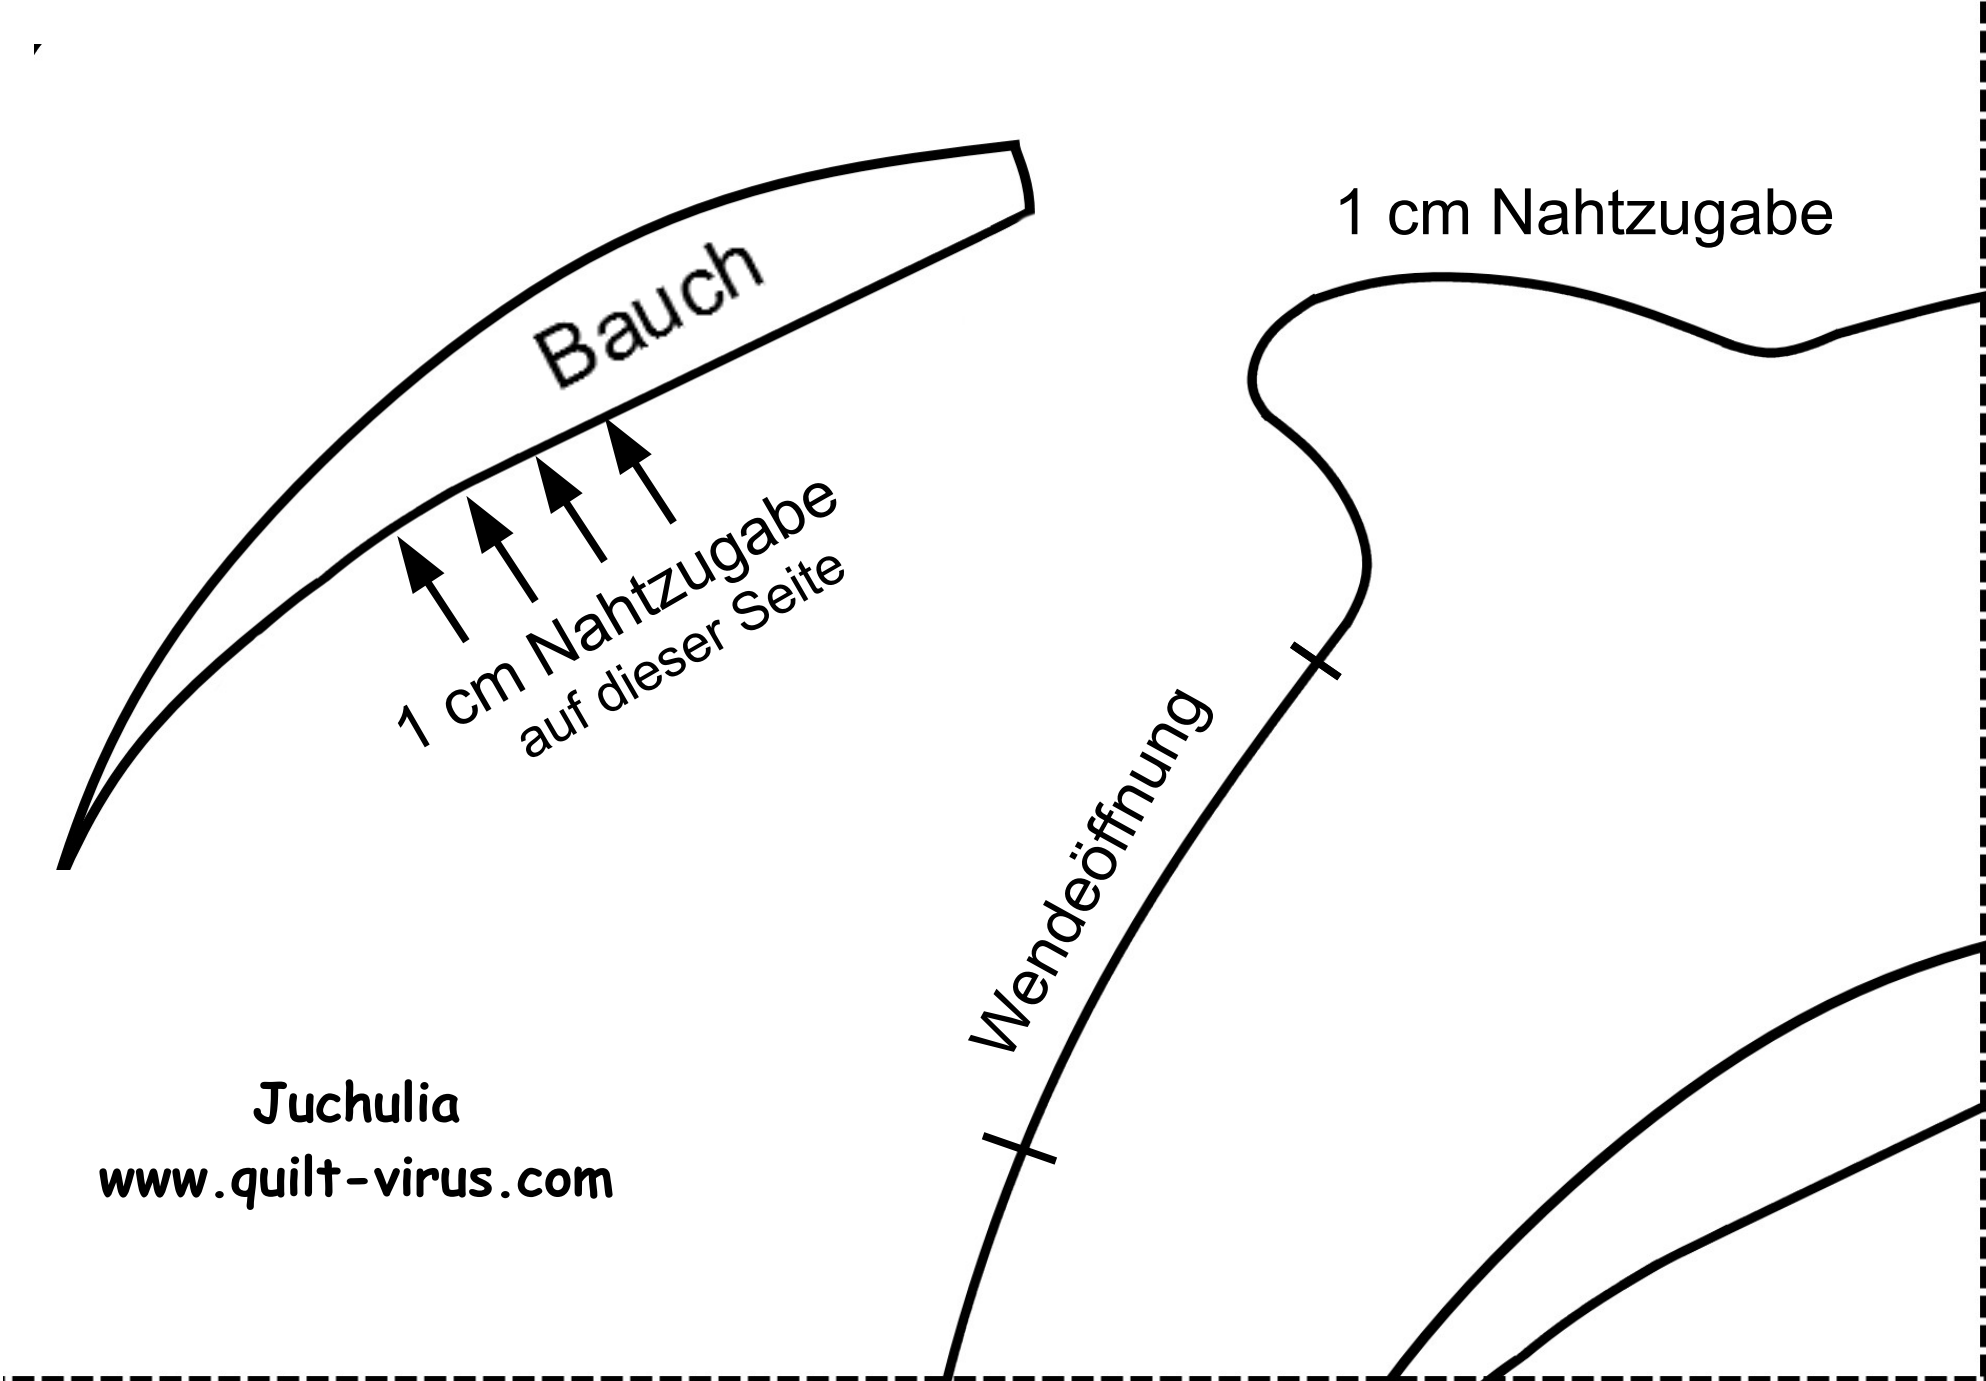 1 cm Nahtzugabe
Bauch
1 cm Nahtzugabe
auf dieser Seite
Wendeöffnung
Juchulia
www.quilt-virus.com